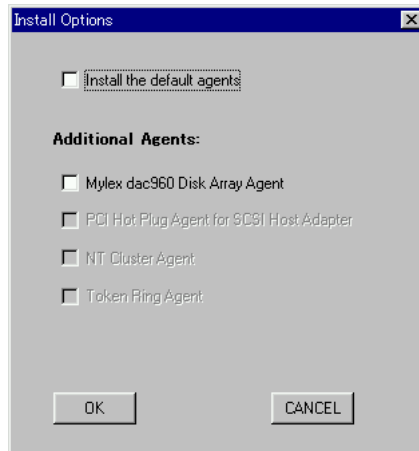 Install Options
Install the default agents
Additional Agents:
Mylex dac960 Disk Array Agent
PCI Hot Plug Agent for SCSI Host Adapter
NT Cluster Agent
Token Ring Agent
OK CANCEL